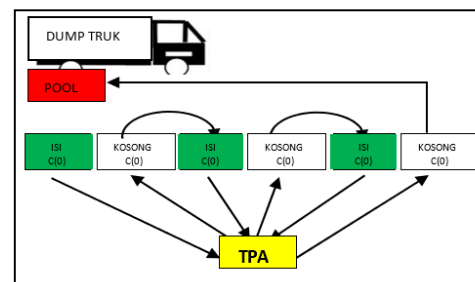 DUMP TRUK
POOL
ISI
C(0)
KOSONG
C(0)
ISI
C(0)
KOSONG
C(0)
ISI
C(0)
KOSONG
C(0)
TPA